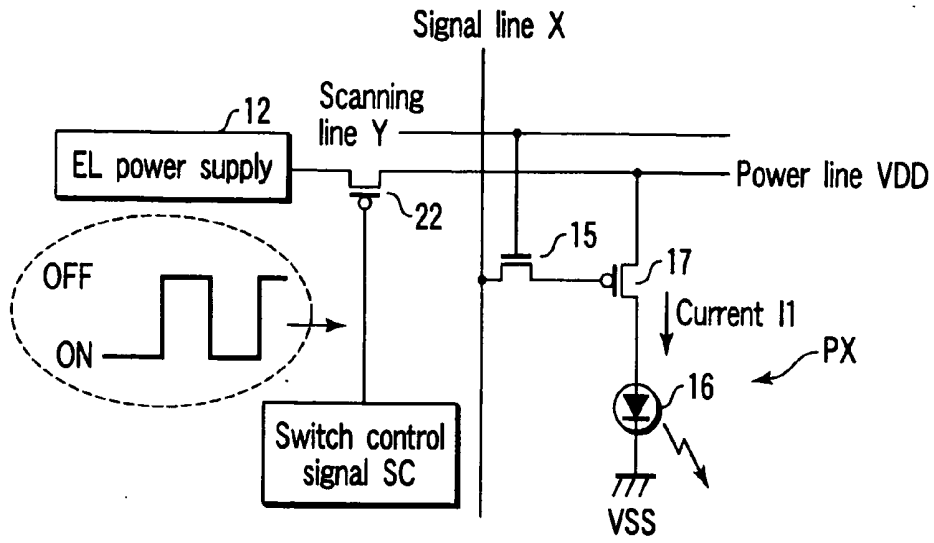 Signal line X
12
Scanning
line Y
EL power supply
Power line VDD
22
15
17
OFF
ON
Current I1
PX
16
Switch control
signal SC
VSS